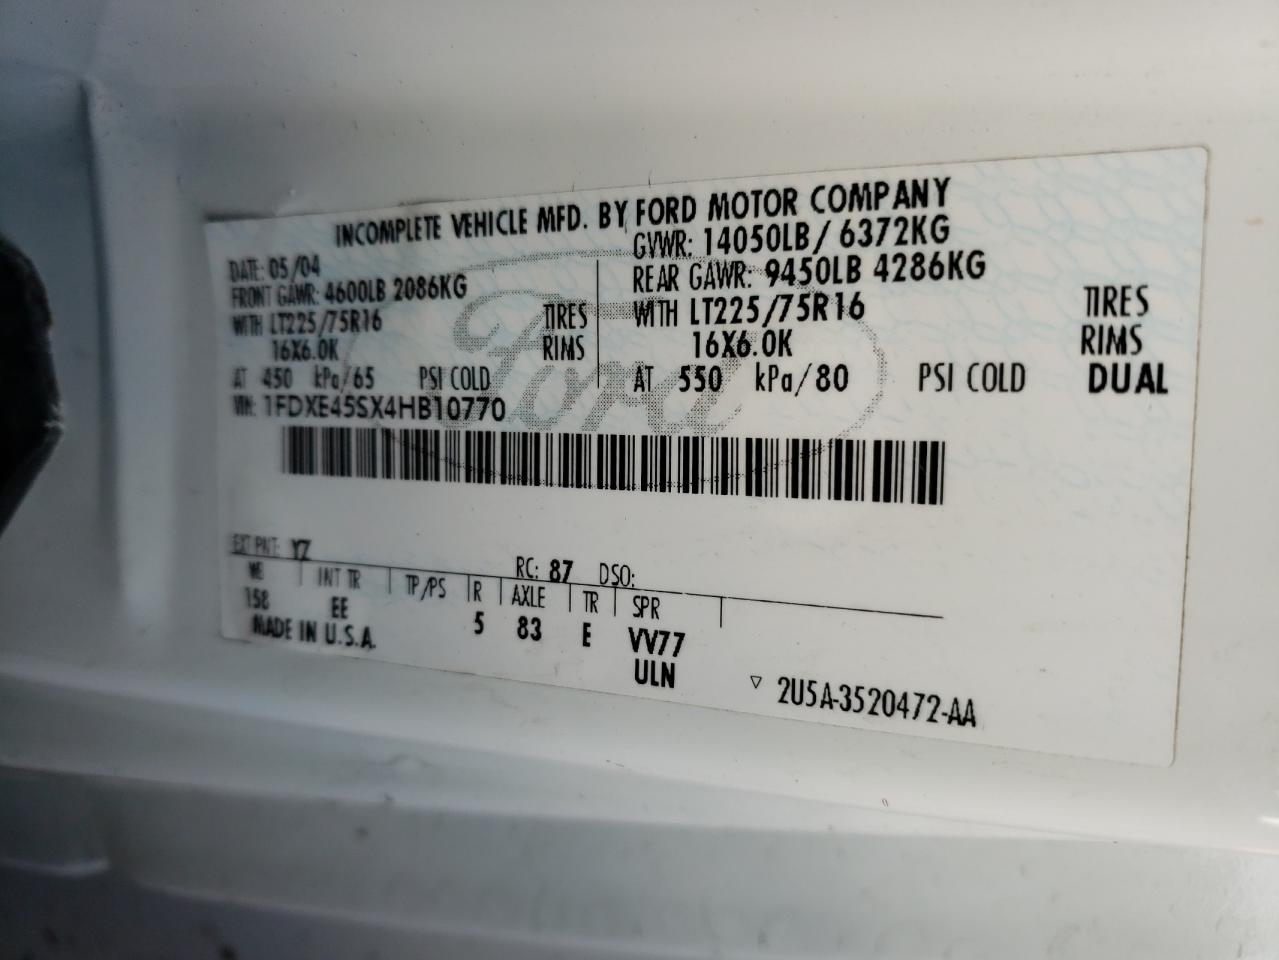 INCOMPLETE VEHICLE MFD. BY FORD MOTOR COMPANY
DATE: 05/04
GVWR: 14050LB / 6372KG
FRONT GAWR: 4600LB 2086KG
REAR GAWR: 9450LB 4286KG
WITH LT225/75R16 TIRES
WITH LT225/75R16 TIRES
16X6.0K RIMS
16X6.0K RIMS
AT 450 kPa/65 PSI COLD
AT 550 kPa/80 PSI COLD DUAL
VIN: 1FDXE45SX4HB10770
Ford
EXT PNT: YZ RC: 87 DSO:
WB INT TR TP/PS R AXLE TR SPR
158 EE 5 83 E VV77
MADE IN U.S.A. ULN
▽ 2U5A-3520472-AA